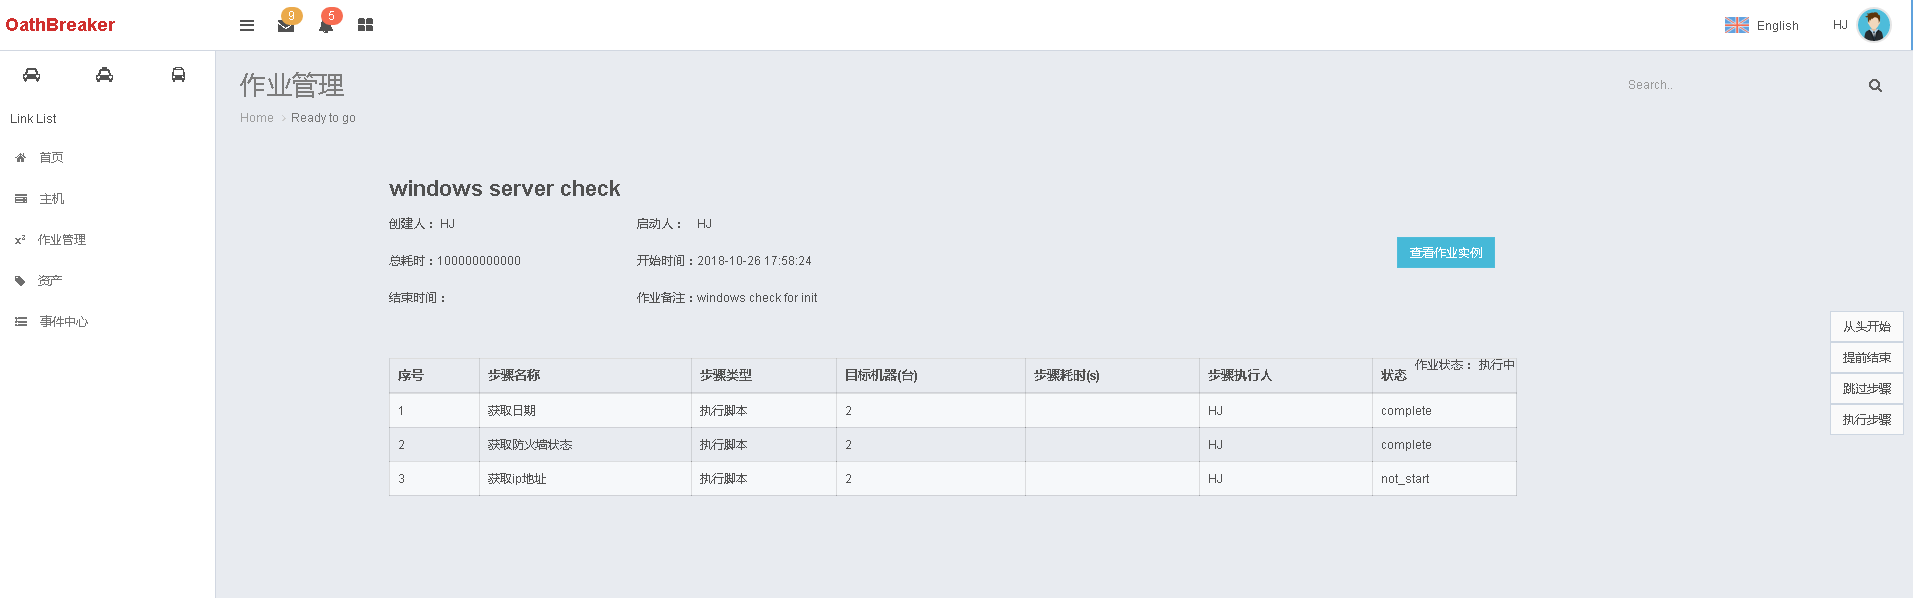 OathBreaker
9
5
English
HJ
Link List
首页
主机
x² 作业管理
资产
事件中心
作业管理
Search..
Home > Ready to go
windows server check
创建人： HJ 启动人： HJ
查看作业实例
总耗时：100000000000 开始时间：2018-10-26 17:58:24
结束时间： 作业备注：windows check for init
从头开始
提前结束
跳过步骤
执行步骤
作业状态： 执行中
序号 步骤名称 步骤类型 目标机器(台) 步骤耗时(s) 步骤执行人 状态
1 获取日期 执行脚本 2 HJ complete
2 获取防火墙状态 执行脚本 2 HJ complete
3 获取ip地址 执行脚本 2 HJ not_start